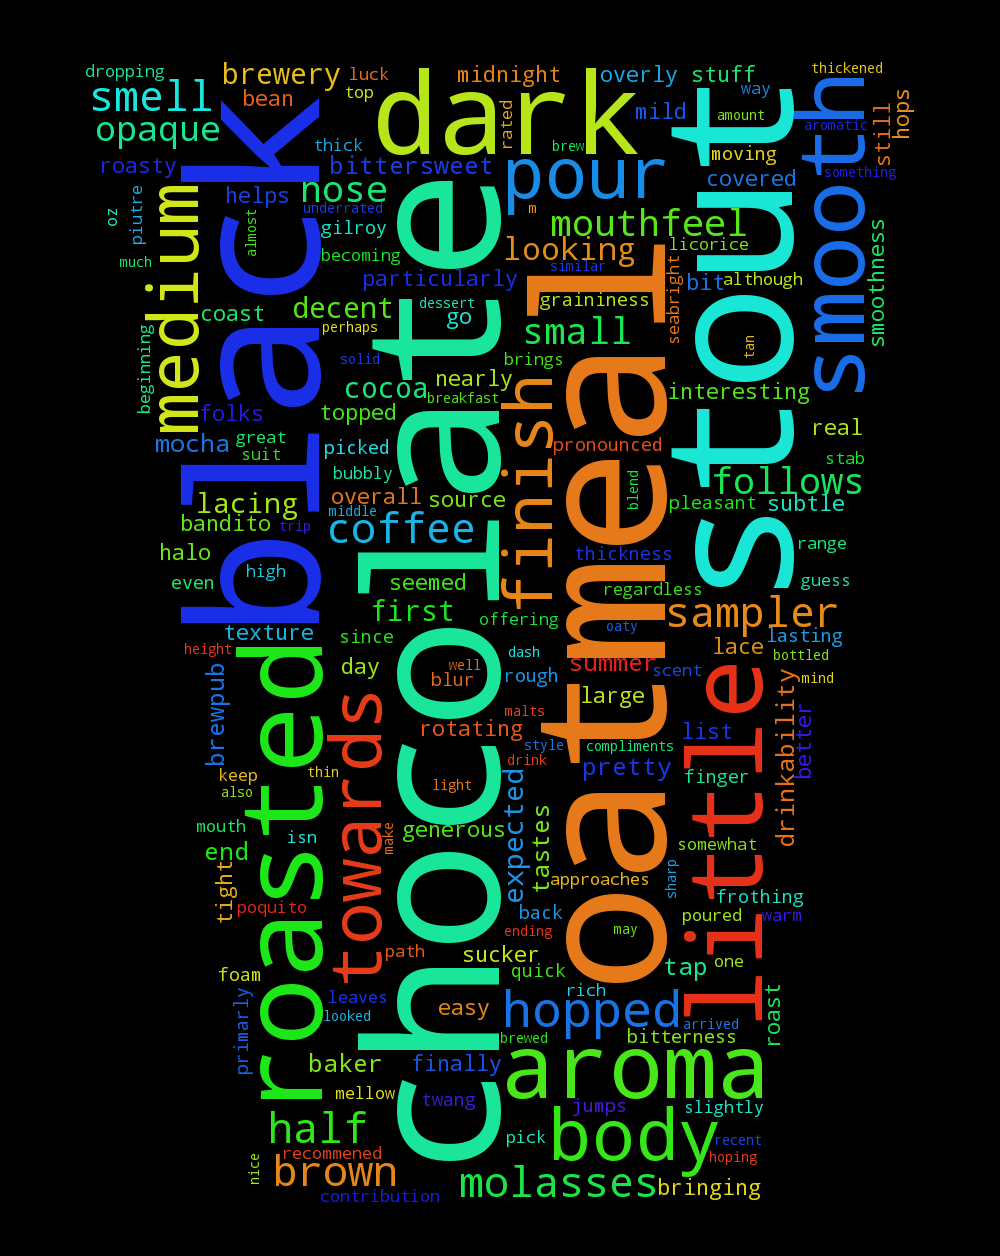 dropping
brewery
luck
midnight
overly
stuff
thickened
smell
bean
top
dark
rated
way
opaque
black
mild
amount
stout
smooth
aromatic
still
hops
thick
brew
moving
roasty
bittersweet
pour
covered
something
oz
piutre
medium
helps
nose
underrated
m
almost
gilroy
mouthfeel
licorice
smoothness
much
becoming
looking
similar
particularly
seabright
bit
although
coast
decent
dessert
go
graininess
perhaps
small
tan
beginning
solid
brings
cocoa
nearly
breakfast
interesting
folks
topped
finish
real
mocha
great
suit
picked
pronounced
stab
bubbly
follows
lacing
overall
source
blend
pleasant
subtle
bandito
trip
middle
coffee
halo
thickness
range
even
high
seemed
regardless
guess
chocolate
oatmeal
first
offering
sampler
oaty
texture
since
lasting
height
dash
lace
bottled
brewpub
roasted
day
well
blur
rough
summer
scent
mind
towards
large
little
drinkability
better
malts
rotating
list
style
compliments
keep
thin
drink
pretty
finger
also
light
expected
mouth
isn
make
generous
tastes
somewhat
end
tight
approaches
sharp
frothing
poquito
back
poured
warm
ending
may
path
sucker
tap
one
foam
quick
primarly
leaves
looked
easy
rich
hopped
arrived
roast
brewed
bitterness
baker
finally
aroma
mellow
twang
jumps
slightly
half
pick
body
recent
nice
recommened
hoping
brown
molasses
bringing
contribution